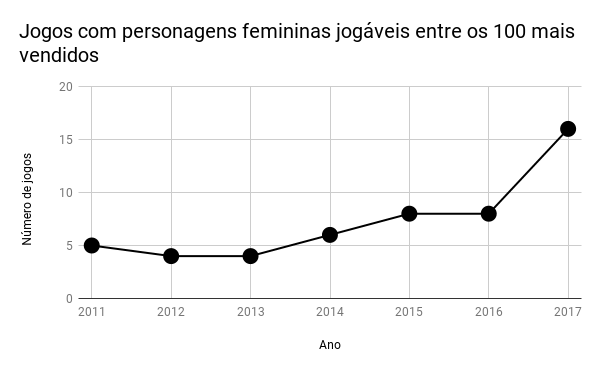 Jogos com personagens femininas jogáveis entre os 100 mais
vendidos
20
15
10
5
0
Número de jogos
2011 2012 2013 2014 2015 2016 2017
Ano